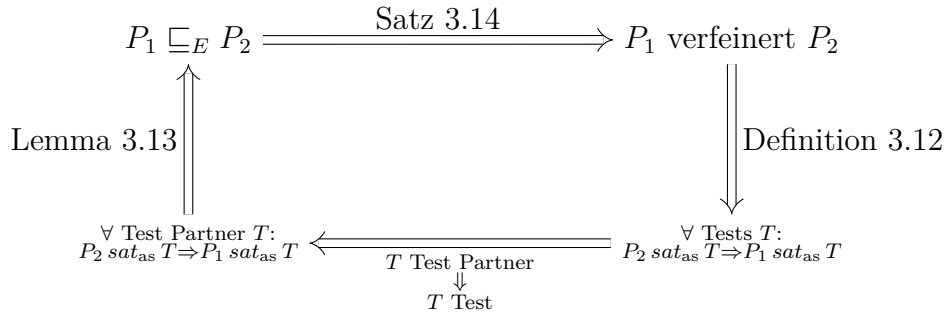 Satz 3.14
P₁ ⊑_E P₂
P₁ verfeinert P₂
Lemma 3.13
Definition 3.12
∀ Test Partner T:
P₂ sat_as T⇒P₁ sat_as T
∀ Tests T:
P₂ sat_as T⇒P₁ sat_as T
T Test Partner
⇓
T Test